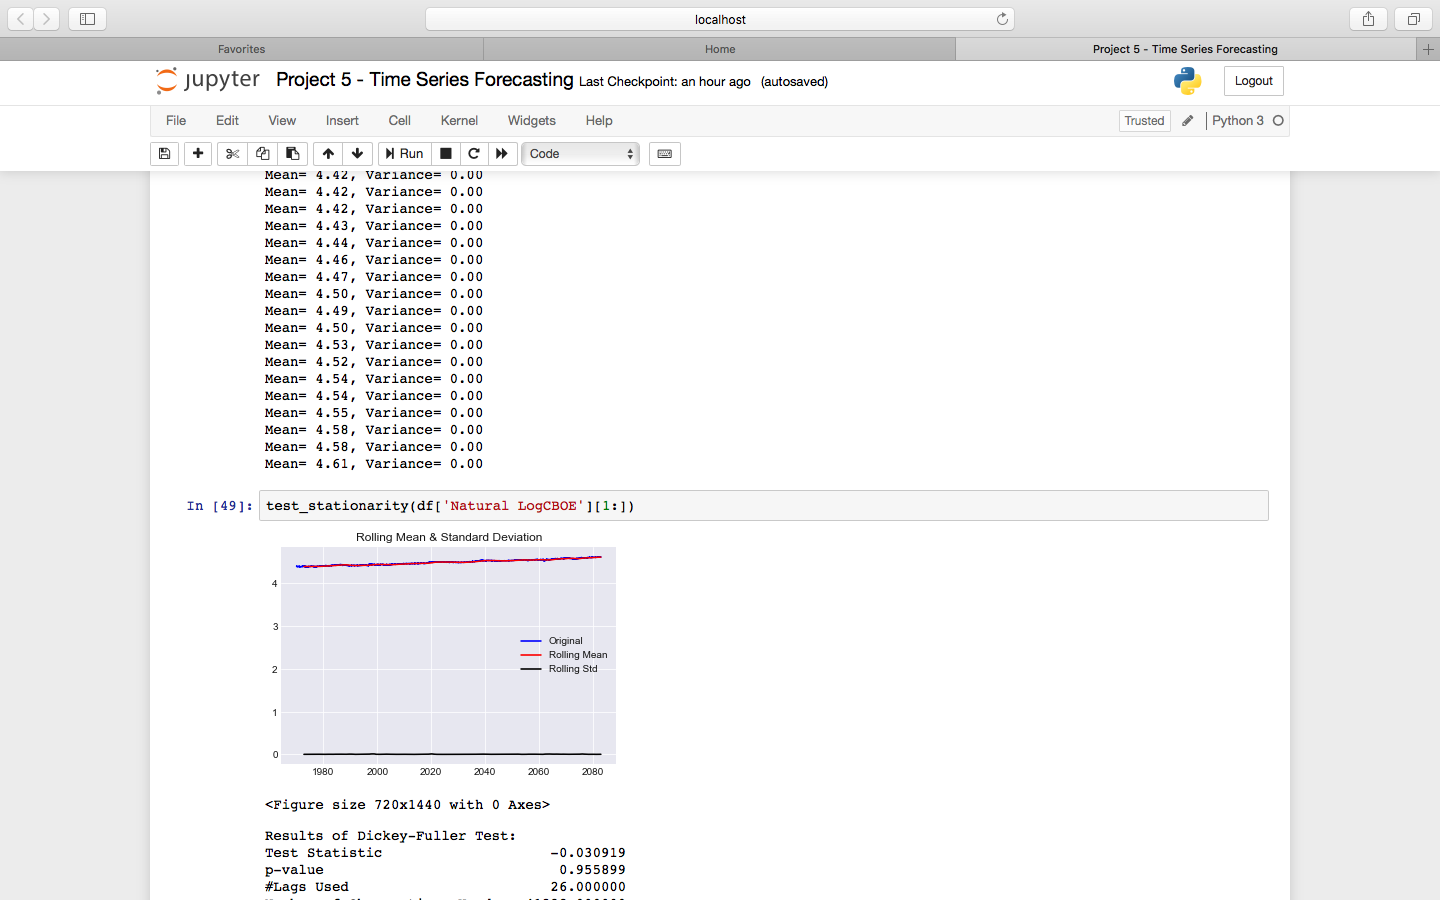 localhost
Favorites
Home
Project 5 - Time Series Forecasting
jupyter Project 5 - Time Series Forecasting Last Checkpoint: an hour ago (autosaved)
Logout
File Edit View Insert Cell Kernel Widgets Help
Trusted
Python 3
Run
Code
Mean= 4.42, Variance= 0.00
Mean= 4.42, Variance= 0.00
Mean= 4.42, Variance= 0.00
Mean= 4.43, Variance= 0.00
Mean= 4.44, Variance= 0.00
Mean= 4.46, Variance= 0.00
Mean= 4.47, Variance= 0.00
Mean= 4.50, Variance= 0.00
Mean= 4.49, Variance= 0.00
Mean= 4.50, Variance= 0.00
Mean= 4.53, Variance= 0.00
Mean= 4.52, Variance= 0.00
Mean= 4.54, Variance= 0.00
Mean= 4.54, Variance= 0.00
Mean= 4.55, Variance= 0.00
Mean= 4.58, Variance= 0.00
Mean= 4.58, Variance= 0.00
Mean= 4.61, Variance= 0.00
In [49]: test_stationarity(df['Natural LogCBOE'][1:])
Rolling Mean & Standard Deviation
4
3
2
1
0
Original
Rolling Mean
Rolling Std
1980 2000 2020 2040 2060 2080
<Figure size 720x1440 with 0 Axes>
Results of Dickey-Fuller Test:
Test Statistic -0.030919
p-value 0.955899
#Lags Used 26.000000